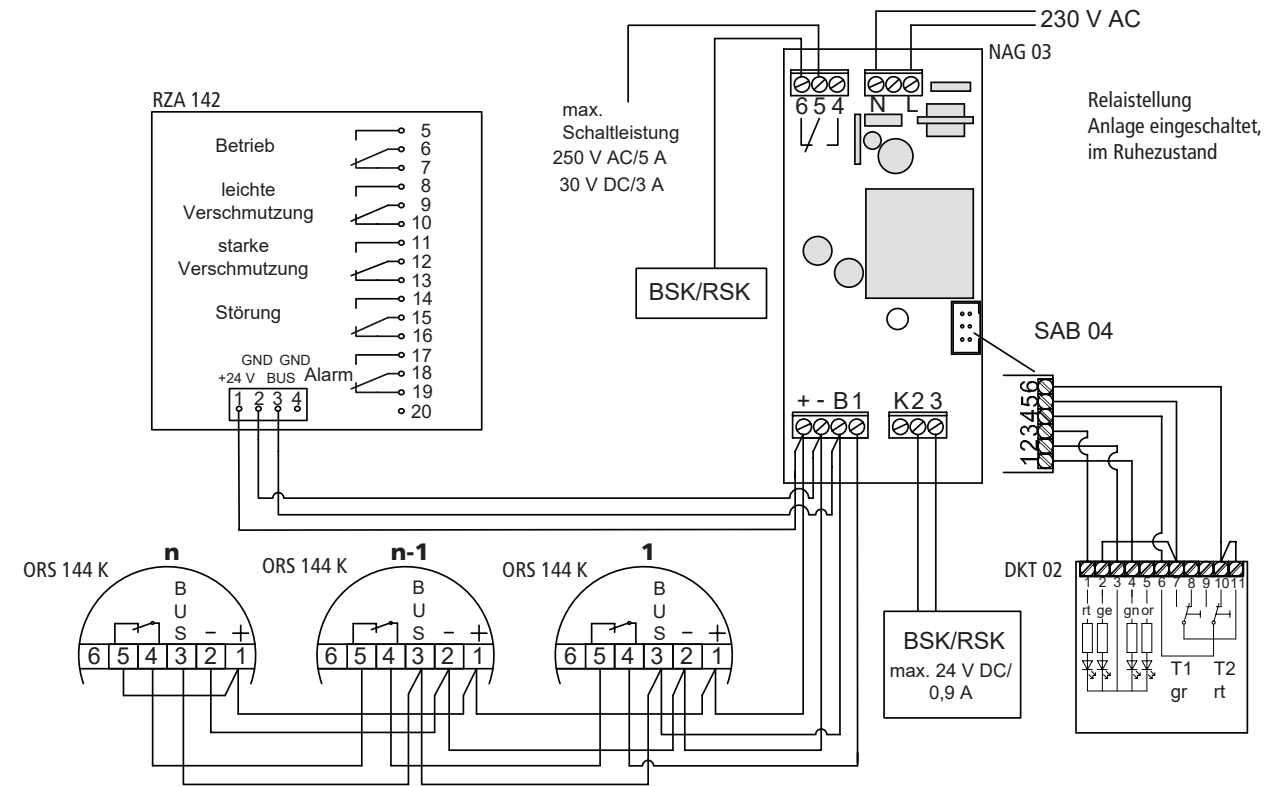 230 V AC
NAG 03
RZA 142
max.
Schaltleistung
250 V AC/5 A
30 V DC/3 A
6 5 4
N L
Relaistellung
Anlage eingeschaltet,
im Ruhezustand
Betrieb
leichte
Verschmutzung
starke
Verschmutzung
Störung
Alarm
5
6
7
8
9
10
11
12
13
14
15
16
17
18
19
20
GND GND
+24 V BUS
1 2 3 4
BSK/RSK
SAB 04
+ - B 1
K 2 3
1 2 3 4 5 6
n
ORS 144 K
B
U
S
− +
6 5 4 3 2 1
n-1
ORS 144 K
B
U
S
− +
6 5 4 3 2 1
1
ORS 144 K
B
U
S
− +
6 5 4 3 2 1
BSK/RSK
max. 24 V DC/
0,9 A
DKT 02
1 2 3 4 5 6 7 8 9 10 11
rt ge gn or
T1 T2
gr rt